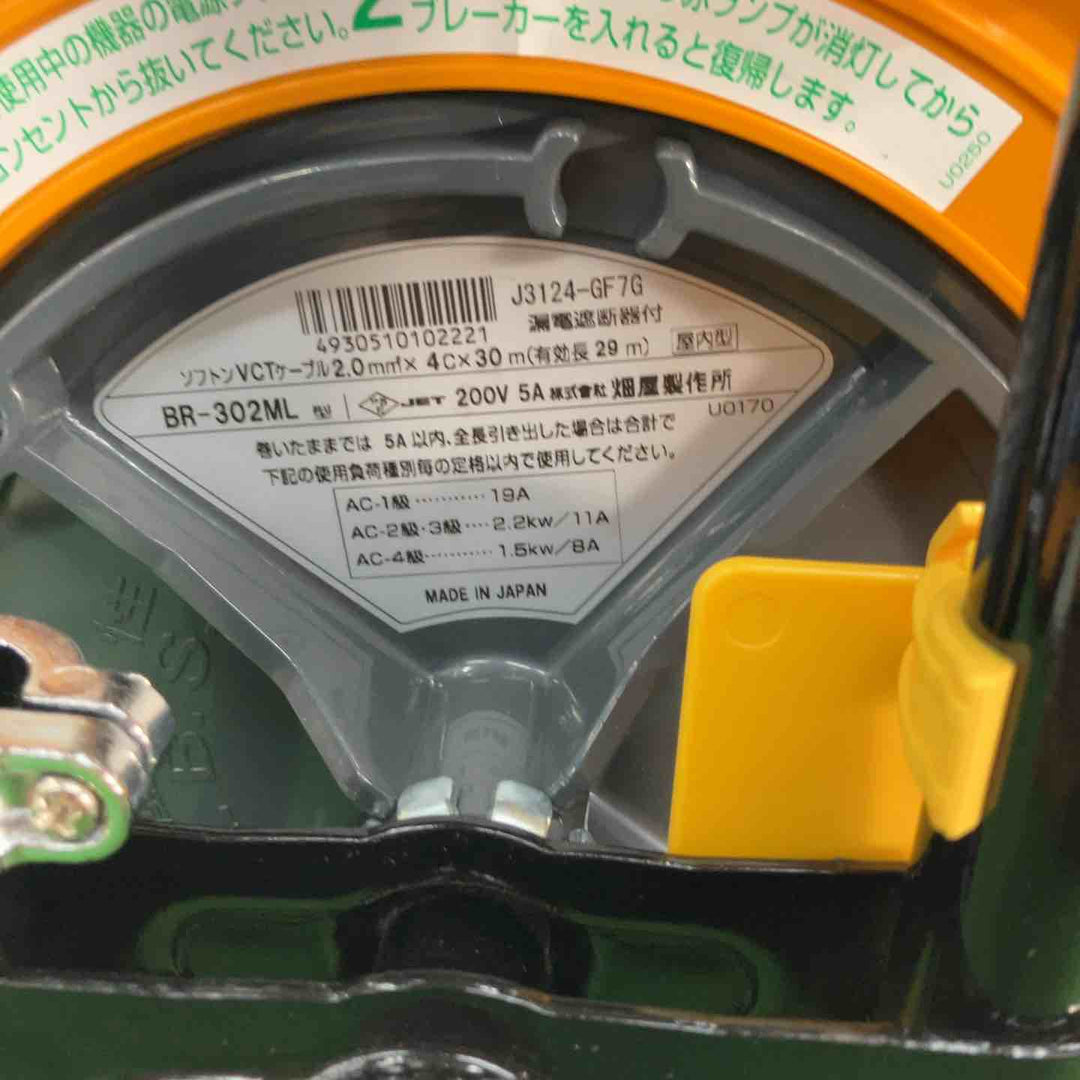 使用中の機器の電源
コンセントから抜いてください。
2
ランプが消灯してから
ブレーカーを入れると復帰します。
U0250
J3124-GF7G
4930510102221
漏電遮断器付
ソフトンVCTケーブル2.0m㎡×4C×30m(有効長29m) 屋内型
BR-302ML 型 JET 200V 5A 株式会社 畑屋製作所
U0170
巻いたままでは 5A以内、全長引き出した場合は合計で
下記の使用負荷種別毎の定格以内で使用してください。
AC-1級‥‥‥‥‥‥19A
AC-2級・3級‥‥2.2kw/11A
AC-4級‥‥‥‥‥‥1.5kw/8A
MADE IN JAPAN